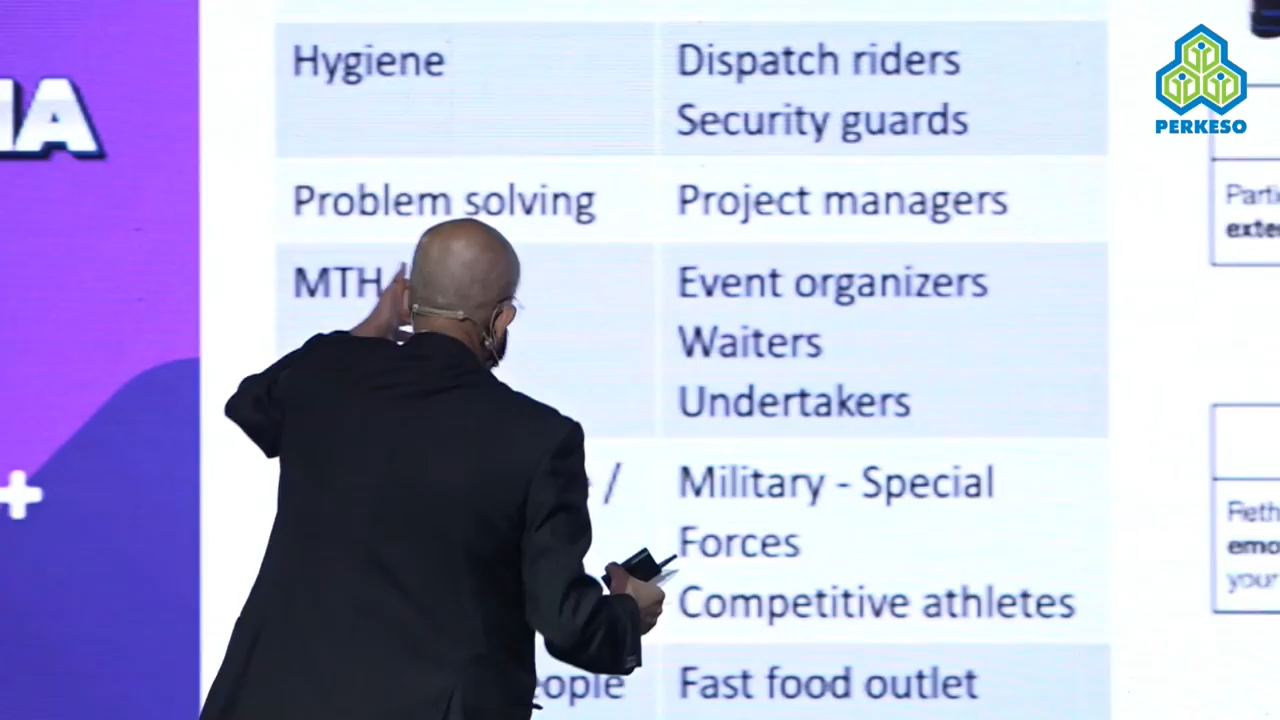 Hygiene
Dispatch riders
Security guards
Problem solving
Project managers
MTH
Event organizers
Waiters
Undertakers
/
Military - Special
Forces
Competitive athletes
Fast food outlet
PERKESO
+